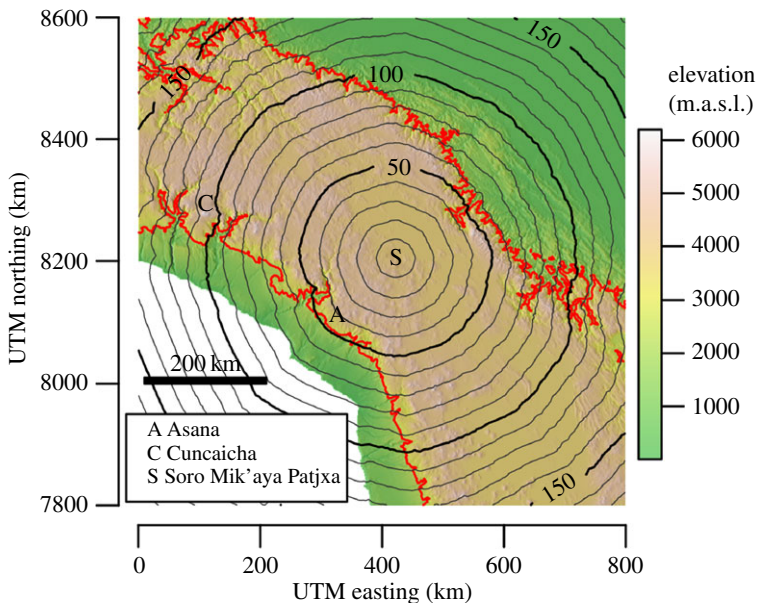 8600
8400
8200
8000
7800
UTM northing (km)
150
150
100
50
C
S
A
200 km
A Asana
C Cuncaicha
S Soro Mik'aya Patjxa
150
0
200
400
600
800
UTM easting (km)
elevation
(m.a.s.l.)
6000
5000
4000
3000
2000
1000